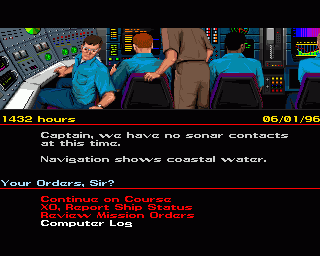 1432 hours 06/01/96
Captain, we have no sonar contacts
at this time.
Navigation shows coastal water.
Your Orders, Sir?
Continue on Course
XO, Report Ship Status
Review Mission Orders
Computer Log